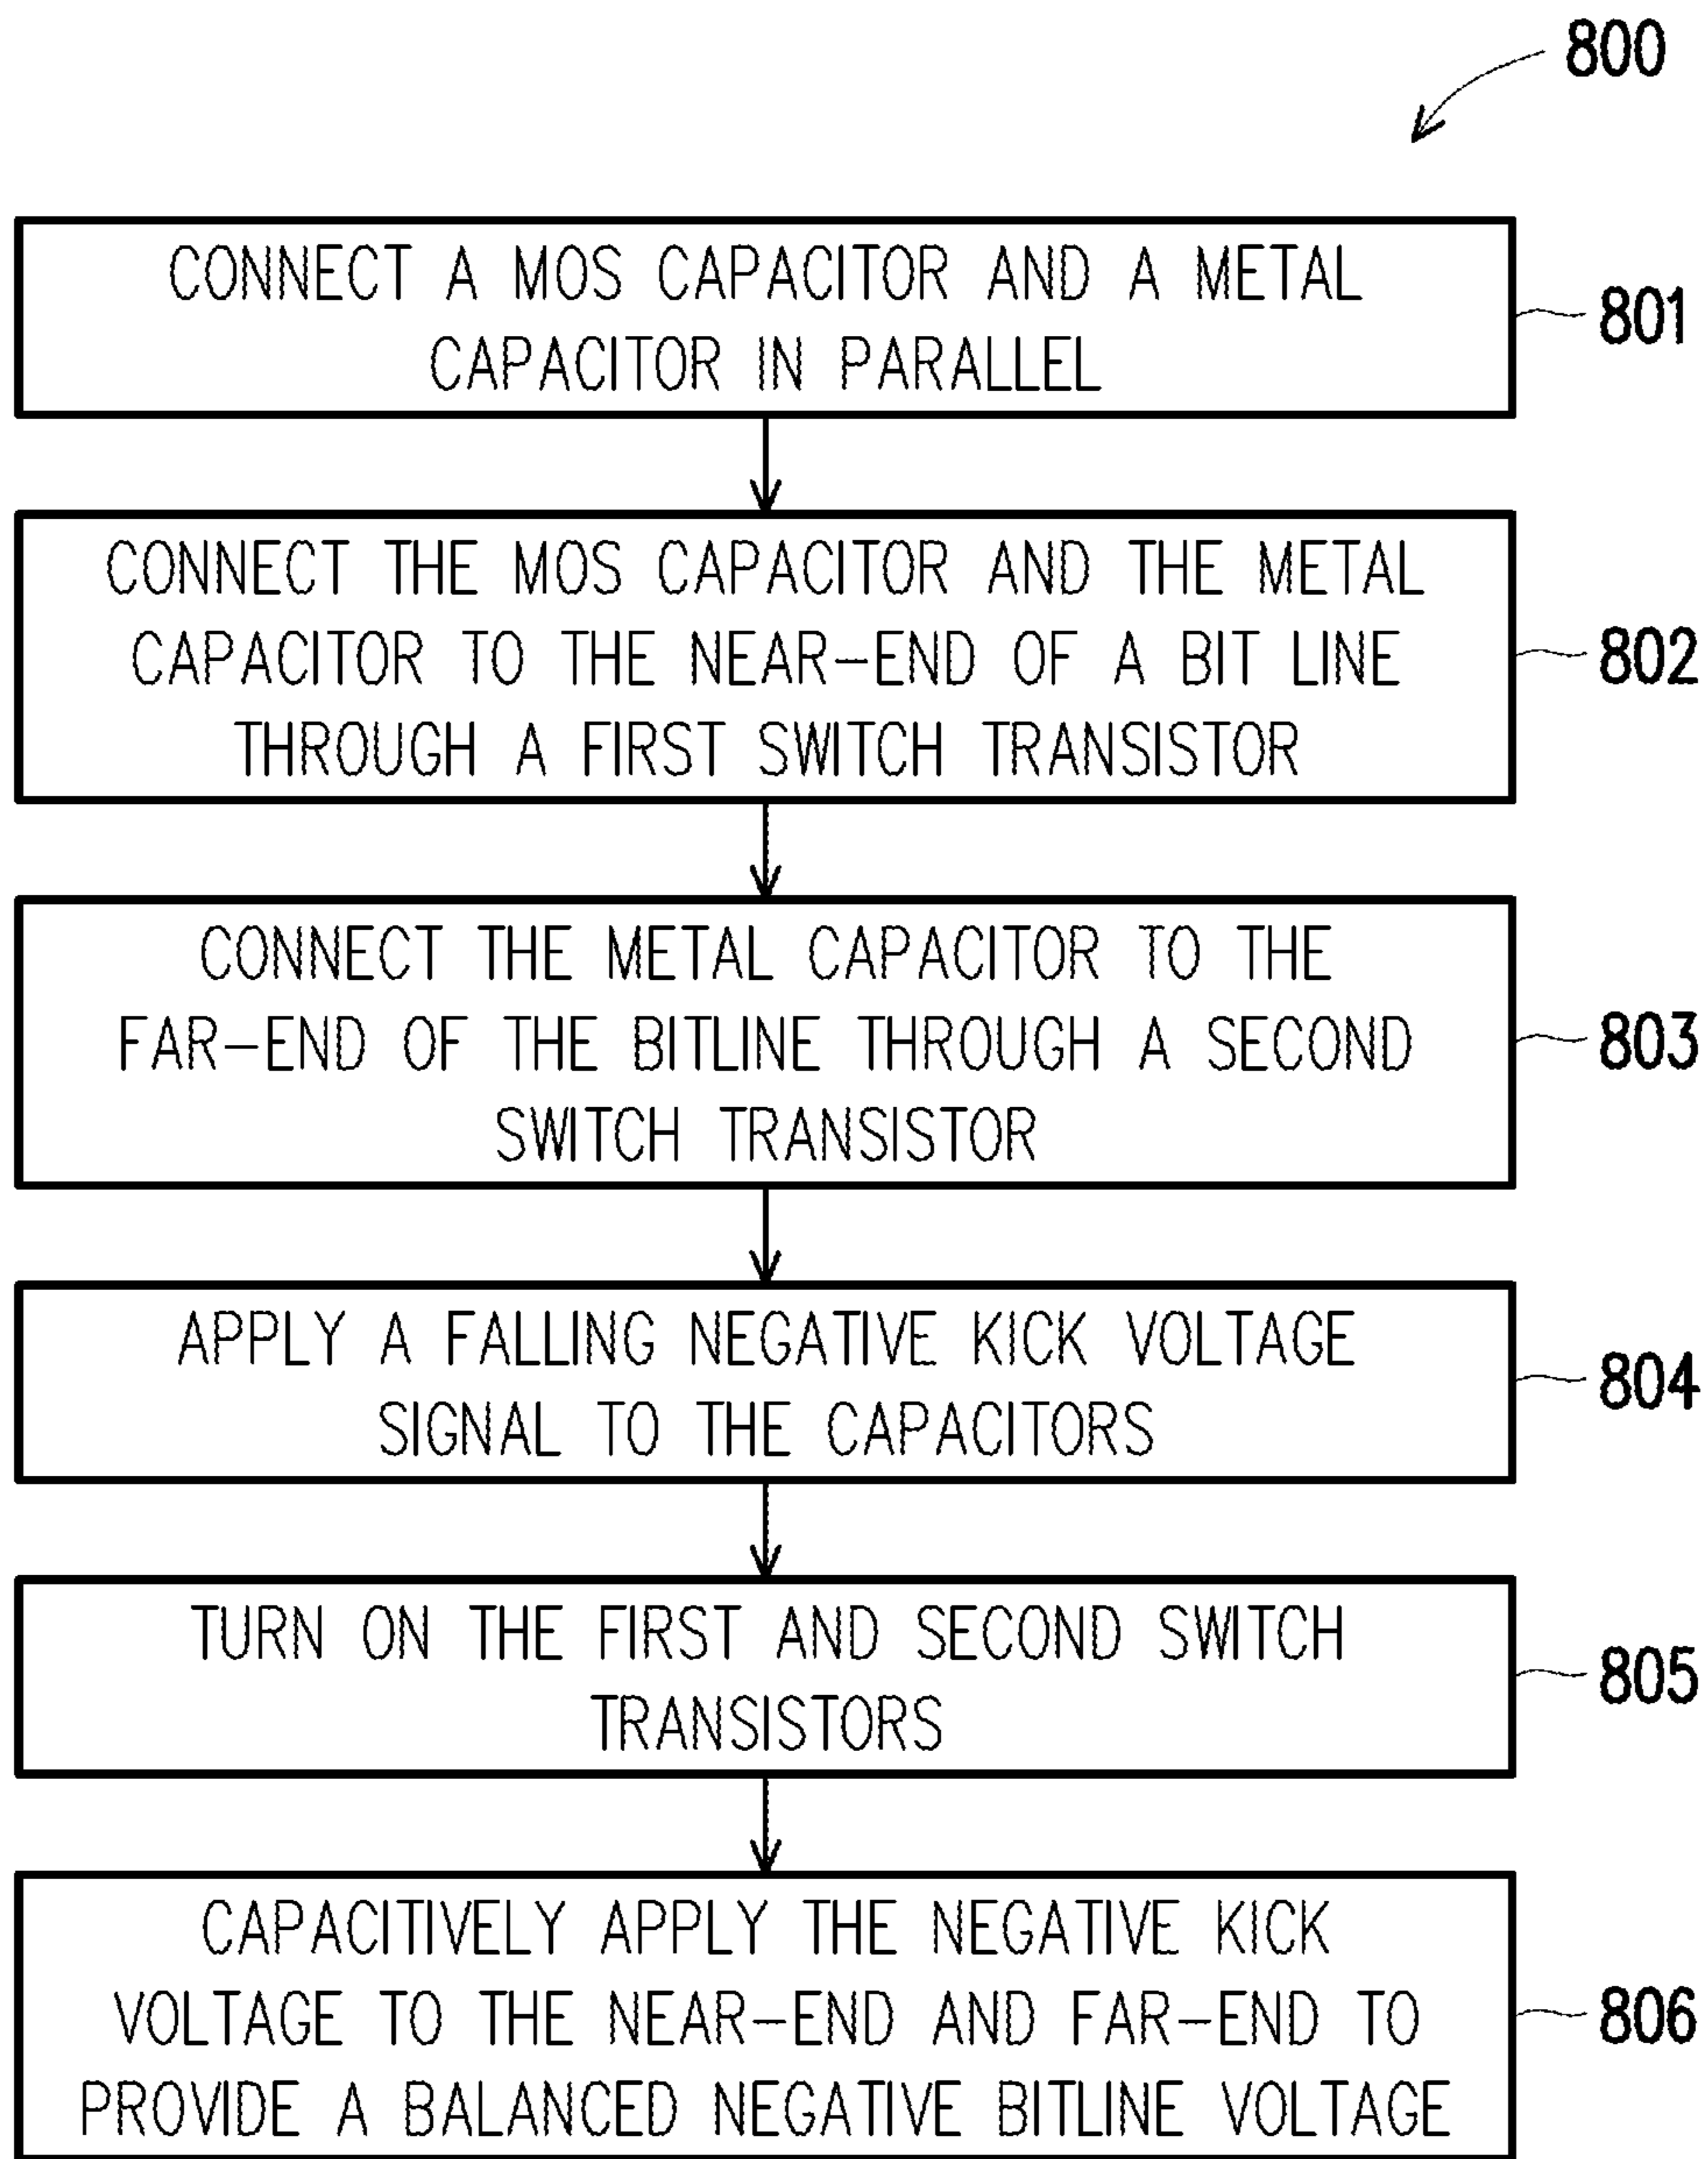 800
CONNECT A MOS CAPACITOR AND A METAL
CAPACITOR IN PARALLEL
801
CONNECT THE MOS CAPACITOR AND THE METAL
CAPACITOR TO THE NEAR-END OF A BIT LINE
THROUGH A FIRST SWITCH TRANSISTOR
802
CONNECT THE METAL CAPACITOR TO THE
FAR-END OF THE BITLINE THROUGH A SECOND
SWITCH TRANSISTOR
803
APPLY A FALLING NEGATIVE KICK VOLTAGE
SIGNAL TO THE CAPACITORS
804
TURN ON THE FIRST AND SECOND SWITCH
TRANSISTORS
805
CAPACITIVELY APPLY THE NEGATIVE KICK
VOLTAGE TO THE NEAR-END AND FAR-END TO
PROVIDE A BALANCED NEGATIVE BITLINE VOLTAGE
806